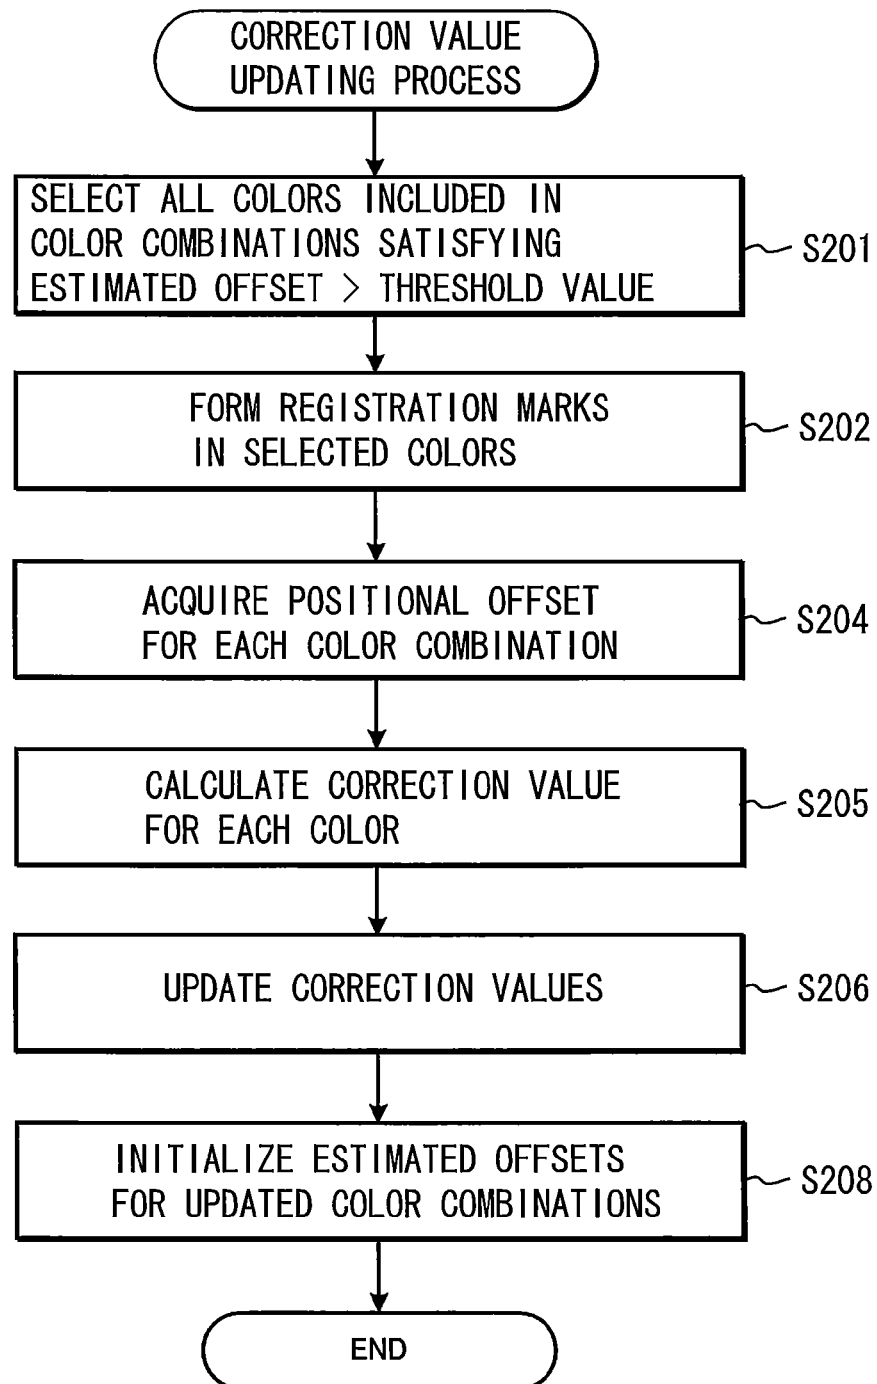 CORRECTION VALUE
UPDATING PROCESS
SELECT ALL COLORS INCLUDED IN
COLOR COMBINATIONS SATISFYING
ESTIMATED OFFSET > THRESHOLD VALUE
S201
FORM REGISTRATION MARKS
IN SELECTED COLORS
S202
ACQUIRE POSITIONAL OFFSET
FOR EACH COLOR COMBINATION
S204
CALCULATE CORRECTION VALUE
FOR EACH COLOR
S205
UPDATE CORRECTION VALUES
S206
INITIALIZE ESTIMATED OFFSETS
FOR UPDATED COLOR COMBINATIONS
S208
END